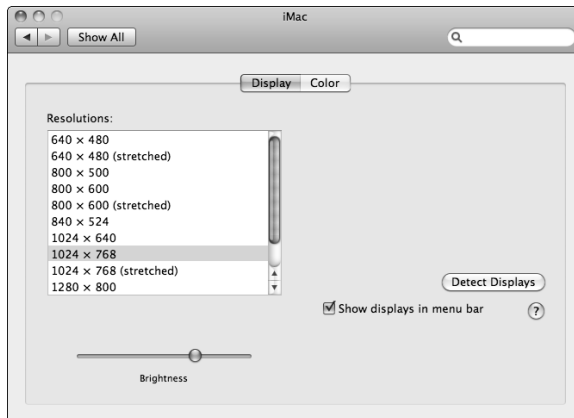 iMac
Show All
Display Color
Resolutions:
640 × 480
640 × 480 (stretched)
800 × 500
800 × 600
800 × 600 (stretched)
840 × 524
1024 × 640
1024 × 768
1024 × 768 (stretched)
1280 × 800
Detect Displays
Show displays in menu bar ?
Brightness